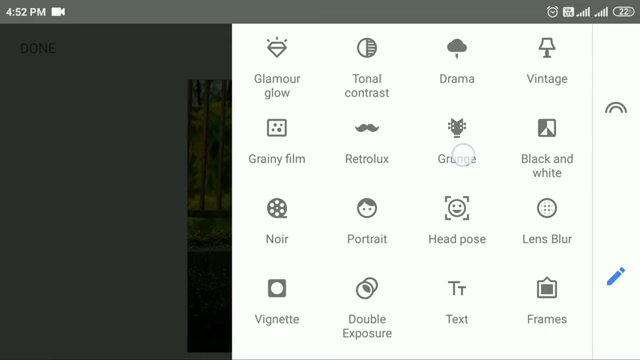 4:52 PM
22
DONE
Glamour glow
Tonal contrast
Drama
Vintage
Grainy film
Retrolux
Grunge
Black and white
Noir
Portrait
Head pose
Lens Blur
Vignette
Double Exposure
Text
Frames